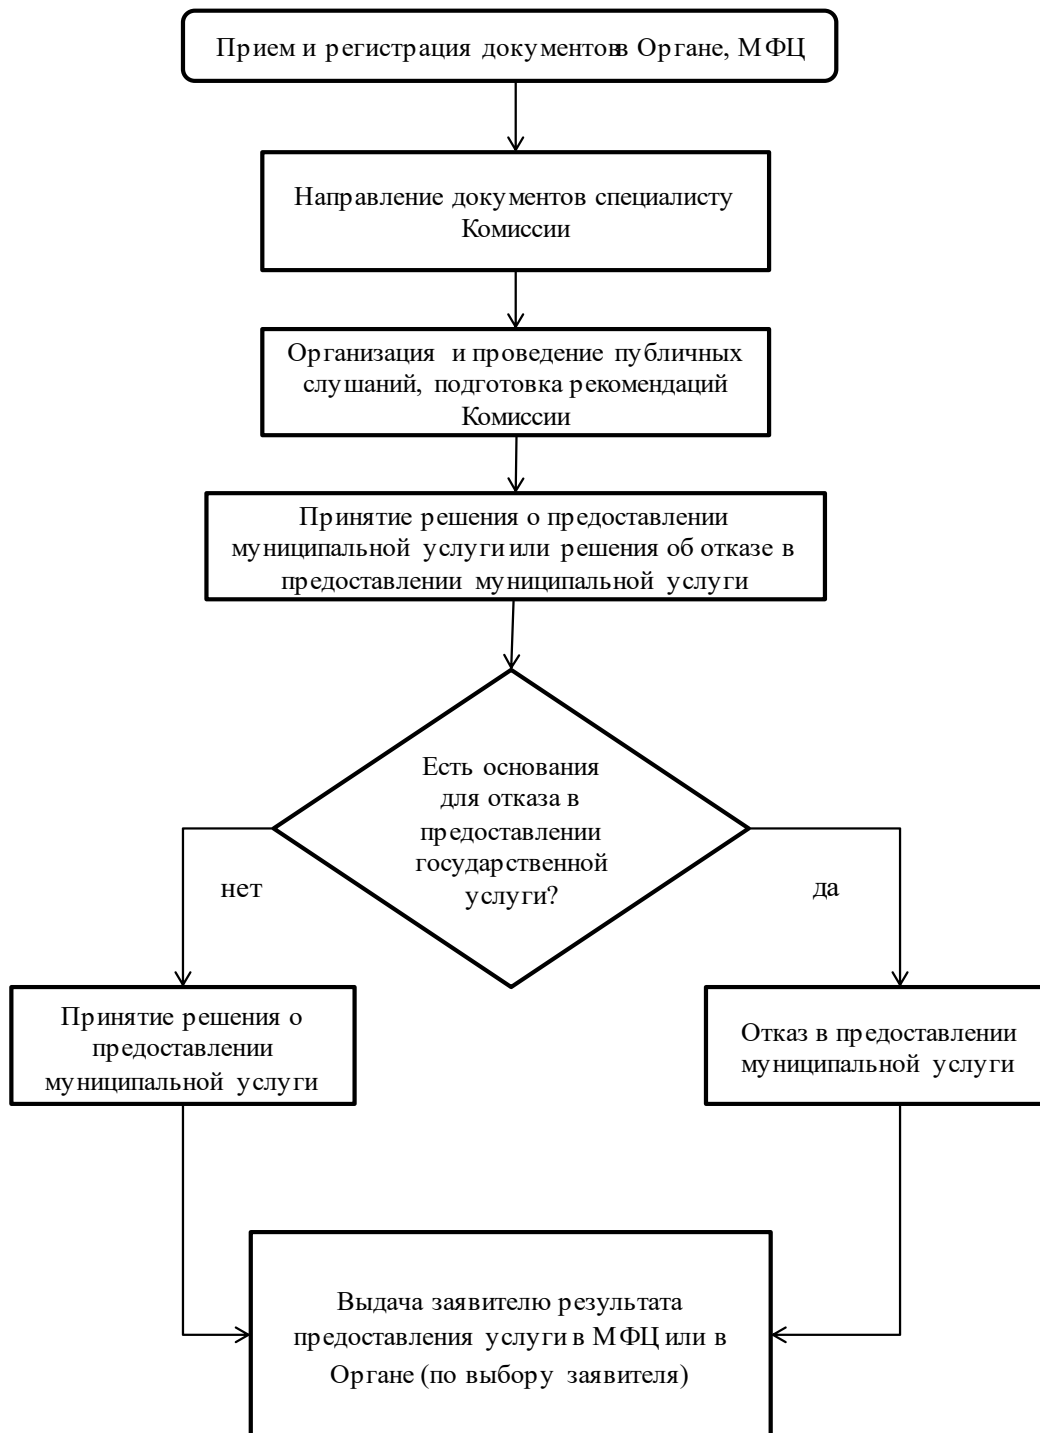 Прием и регистрация документов в Органе, МФЦ
Направление документов специалисту
Комиссии
Организация и проведение публичных
слушаний, подготовка рекомендаций
Комиссии
Принятие решения о предоставлении
муниципальной услуги или решения об отказе в
предоставлении муниципальной услуги
Есть основания
для отказа в
предоставлении
государственной
услуги?
нет
да
Принятие решения о
предоставлении
муниципальной услуги
Отказ в предоставлении
муниципальной услуги
Выдача заявителю результата
предоставления услуги в МФЦ или в
Органе (по выбору заявителя)